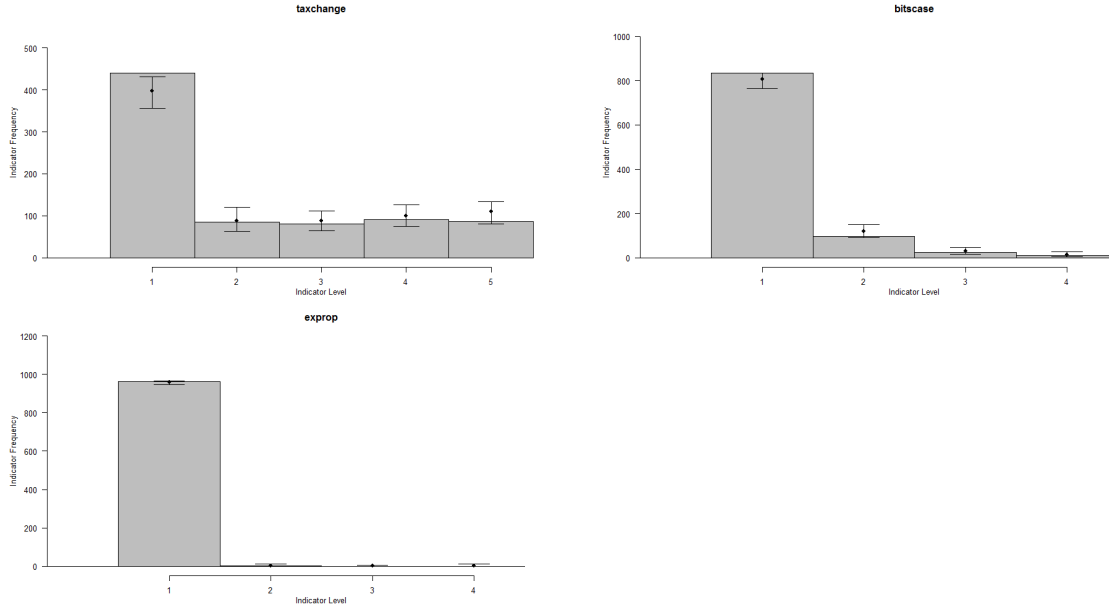 taxchange
500
400
300
200
100
0
Indicator Frequency
1 2 3 4 5
Indicator Level
bitscase
1000
800
600
400
200
0
Indicator Frequency
1 2 3 4
Indicator Level
exprop
1200
1000
800
600
400
200
0
Indicator Frequency
1 2 3 4
Indicator Level